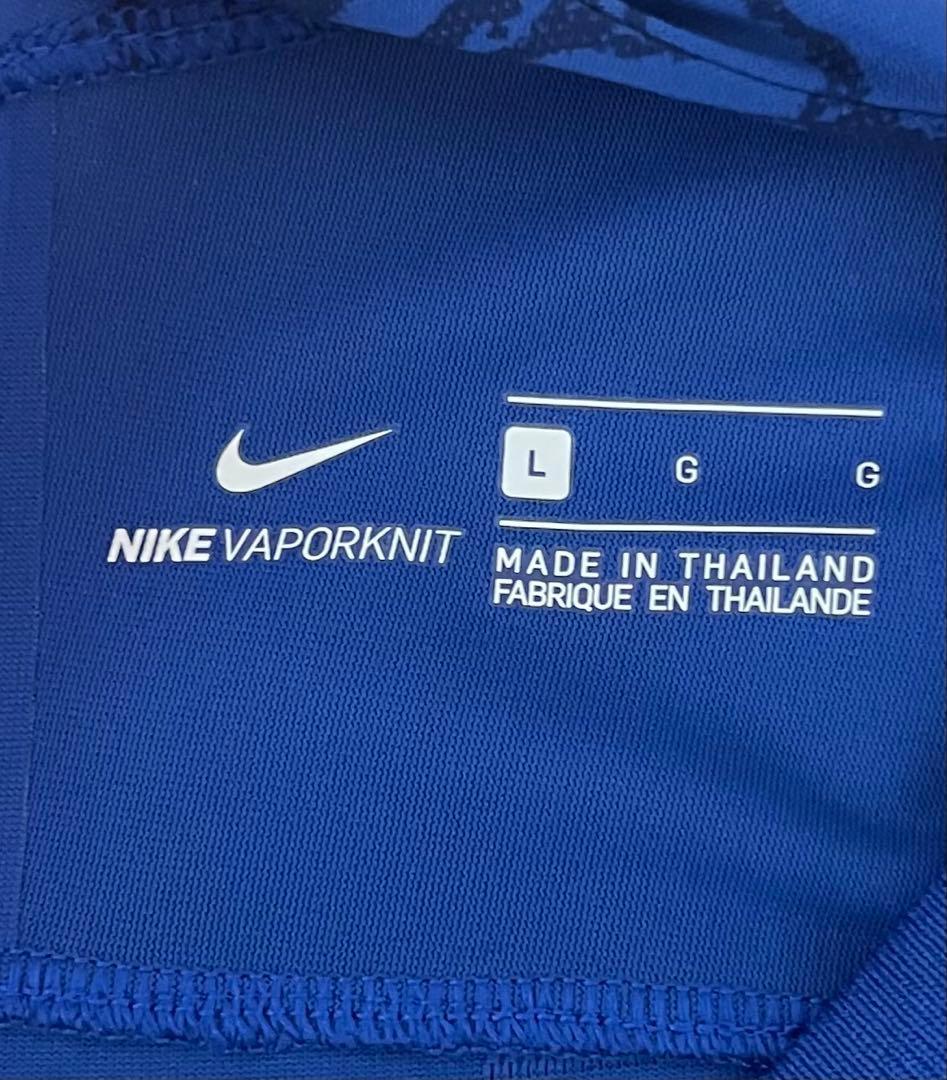 NIKE VAPORKNIT
L G G
MADE IN THAILAND
FABRIQUE EN THAILANDE